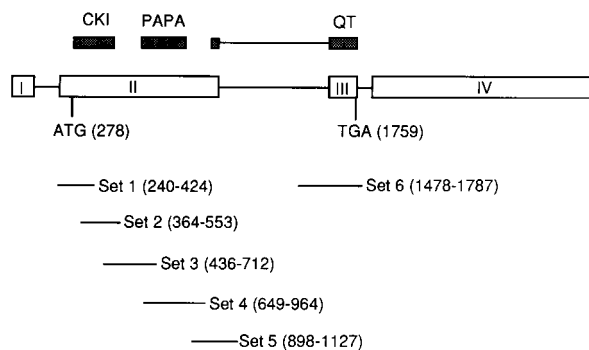 CKI PAPA QT
I II III IV
ATG (278) TGA (1759)
Set 1 (240-424) Set 6 (1478-1787)
Set 2 (364-553)
Set 3 (436-712)
Set 4 (649-964)
Set 5 (898-1127)